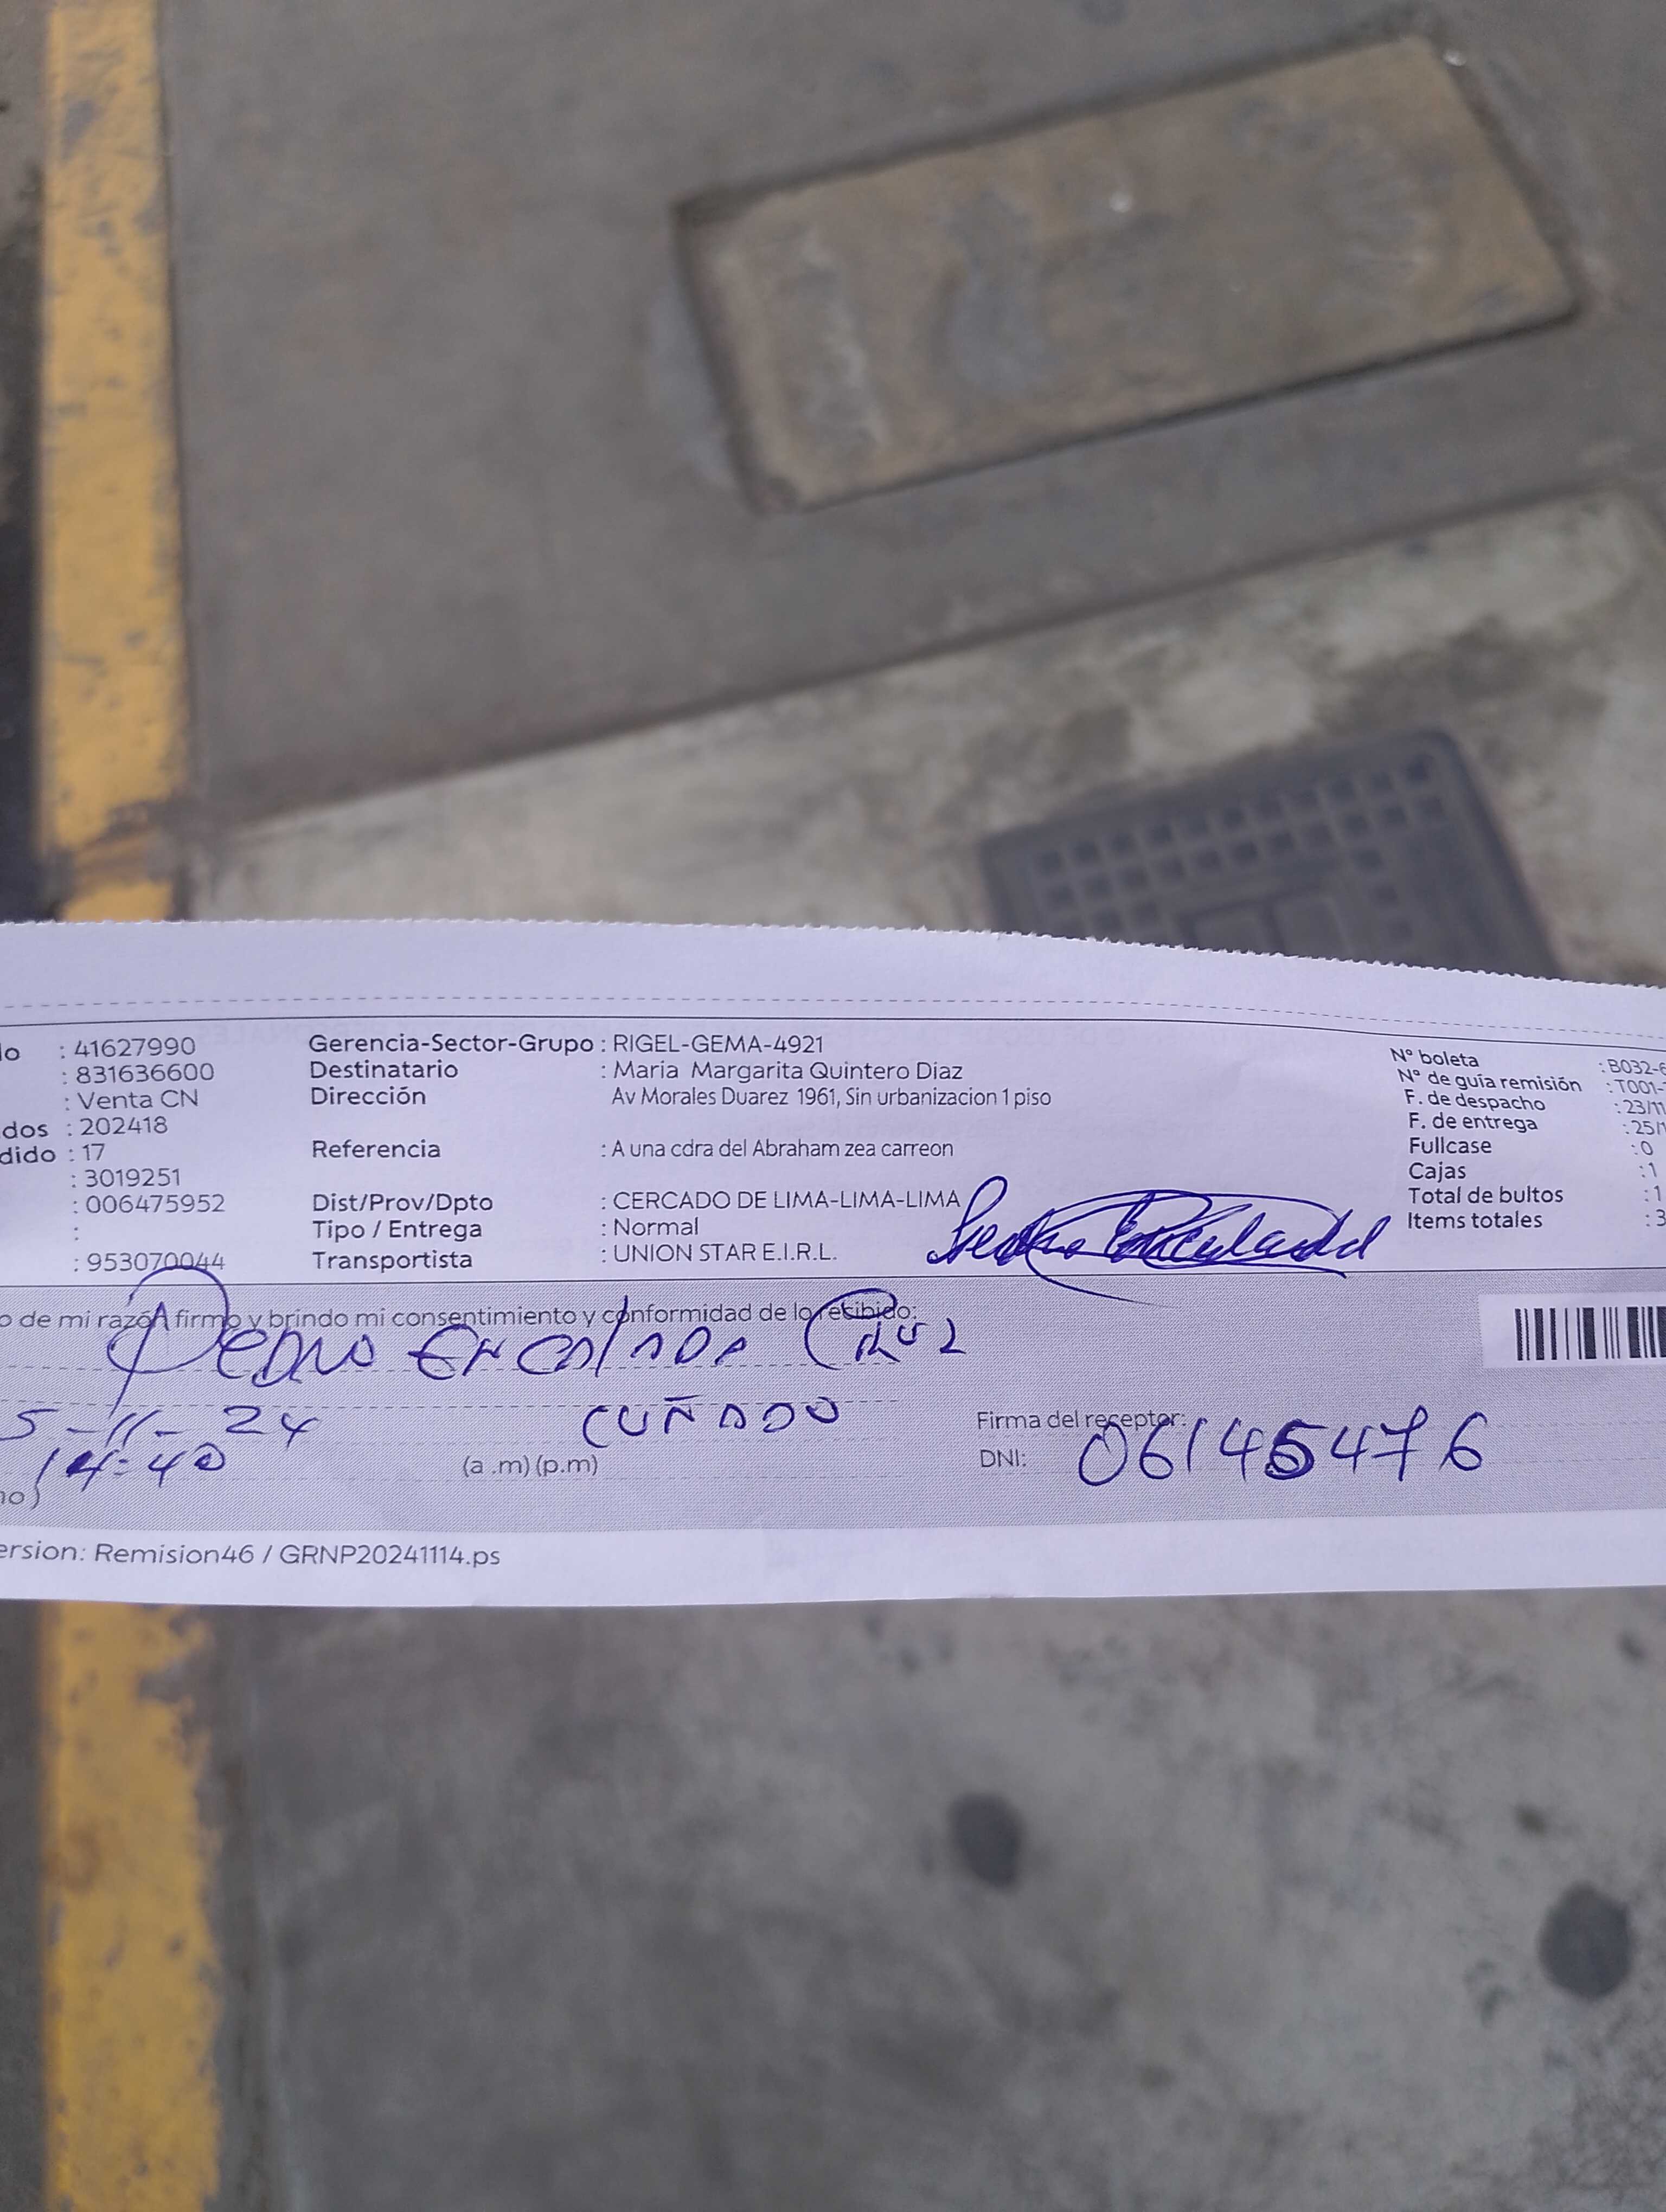 lo : 41627990 Gerencia-Sector-Grupo : RIGEL-GEMA-4921 N° boleta : B032-6
: 831636600 Destinatario : Maria Margarita Quintero Diaz N° de guía remisión : T001-
: Venta CN Dirección Av Morales Duarez 1961, Sin urbanizacion 1 piso F. de despacho : 23/11
dos : 202418 F. de entrega : 25/1
dido : 17 Referencia : A una cdra del Abraham zea carreon Fullcase : 0
: 3019251 Cajas : 1
: 006475952 Dist/Prov/Dpto : CERCADO DE LIMA-LIMA-LIMA Total de bultos : 1
: Tipo / Entrega : Normal Items totales : 3
: 953070044 Transportista : UNION STAR E.I.R.L.
o de mi razón firmo y brindo mi consentimiento y conformidad de lo recibido:
PEDRO ENCALADA CRUZ
5-11-24 CUÑADO Firma del receptor:
14:40 (a .m) (p.m) DNI: 06145476
no)
ersion: Remision46 / GRNP20241114.ps